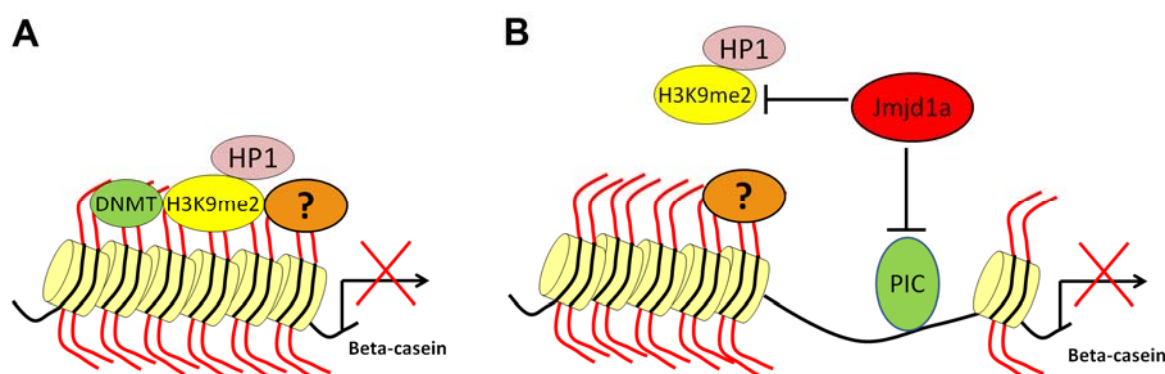 A
HP1
DNMT
H3K9me2
?
Beta-casein
B
HP1
H3K9me2
Jmjd1a
?
PIC
Beta-casein